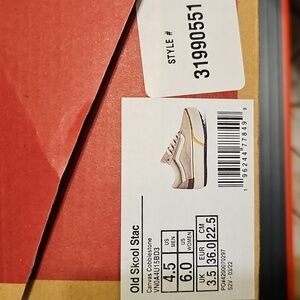 STYLE #
31990551
Old Skool Stac
Canvas Cobblestone
VN0A4U15BD3
US MEN 4.5
US WOMEN 6.0
UK 3.5
EUR 36.0
CM 22.5